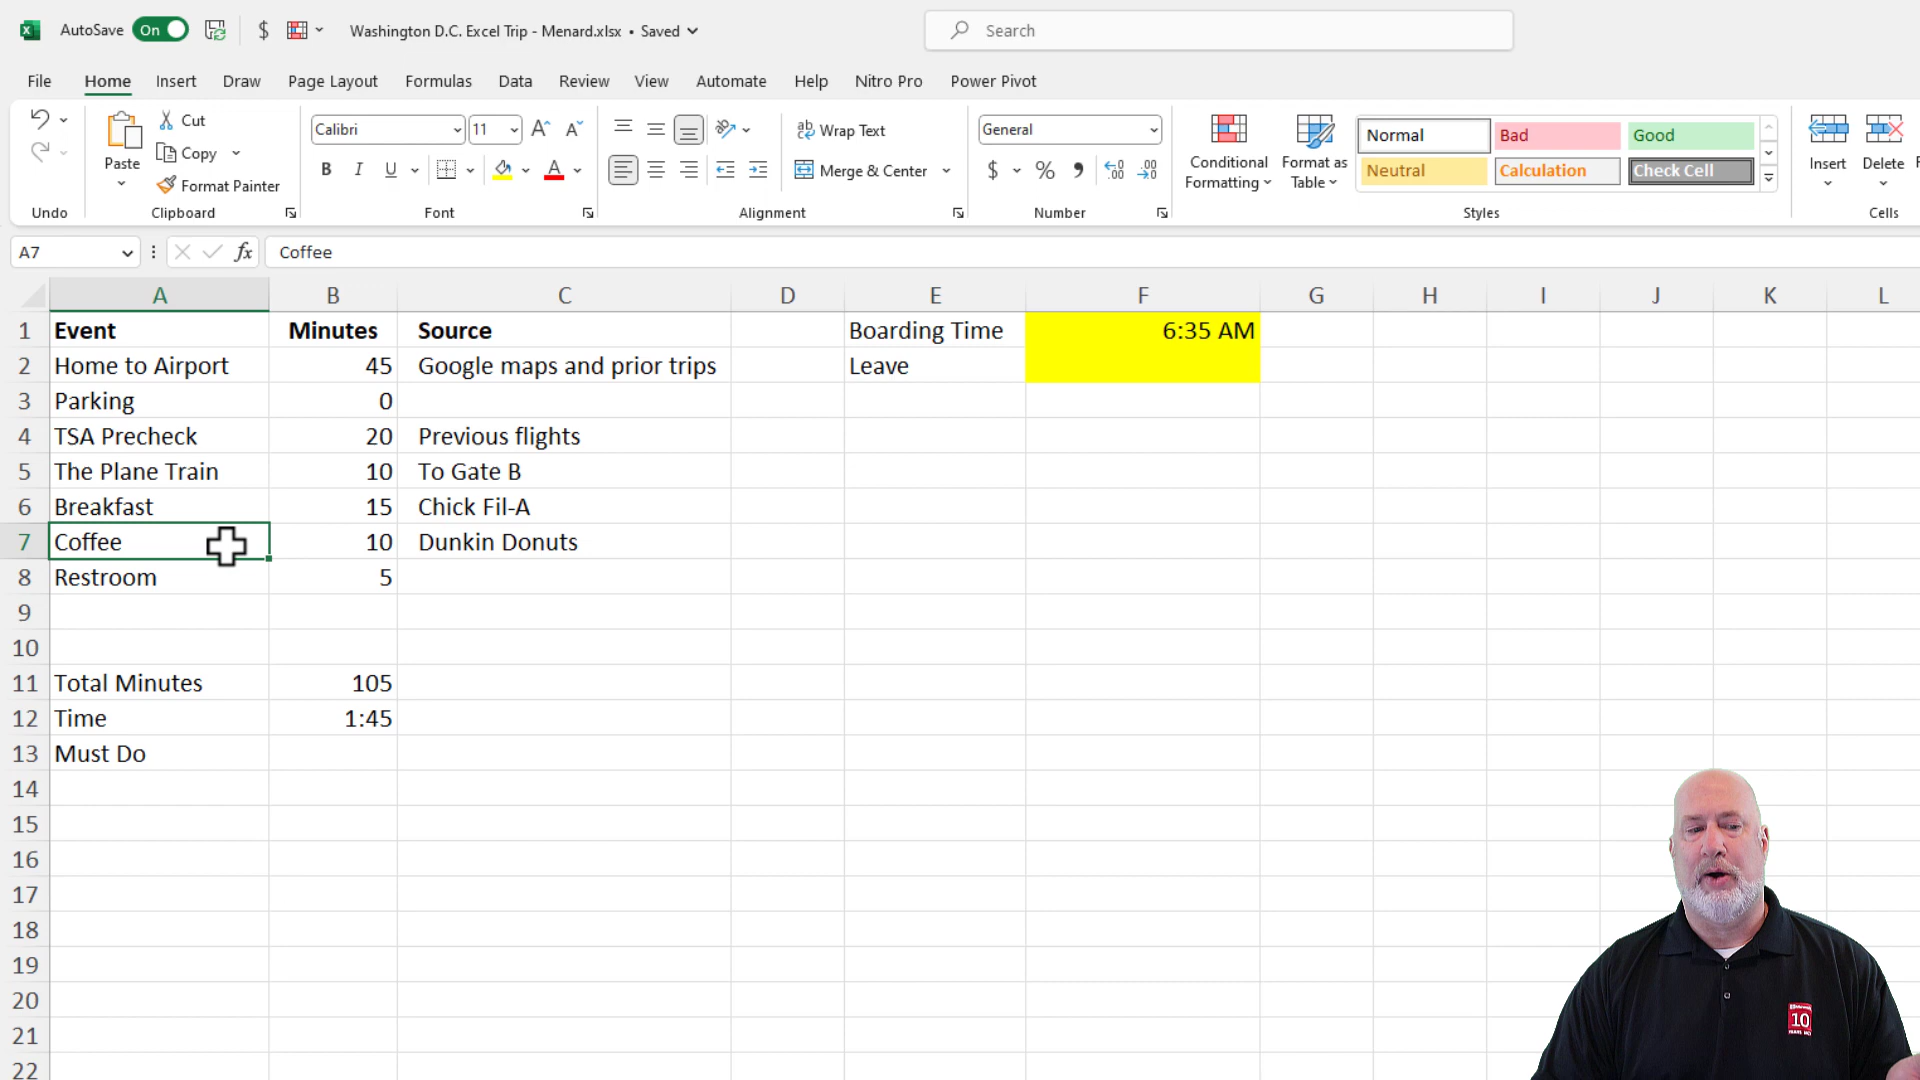 AutoSave On $ Washington D.C. Excel Trip - Menard.xlsx • Saved Search
File Home Insert Draw Page Layout Formulas Data Review View Automate Help Nitro Pro Power Pivot
Cut
Copy
Format Painter
Paste
Undo
Clipboard
Calibri 11
B I U A
Font
ab Wrap Text
Merge & Center
Alignment
General
$ % 9
Number
Conditional
Formatting
Format as
Table
Normal Bad Good
Neutral Calculation Check Cell
Styles
Insert Delete
Cells
A7 fx Coffee
A B C D E F G H I J K L
1 Event Minutes Source Boarding Time 6:35 AM
2 Home to Airport 45 Google maps and prior trips Leave
3 Parking 0
4 TSA Precheck 20 Previous flights
5 The Plane Train 10 To Gate B
6 Breakfast 15 Chick Fil-A
7 Coffee 10 Dunkin Donuts
8 Restroom 5
9
10
11 Total Minutes 105
12 Time 1:45
13 Must Do
14
15
16
17
18
19
20
21
22
10